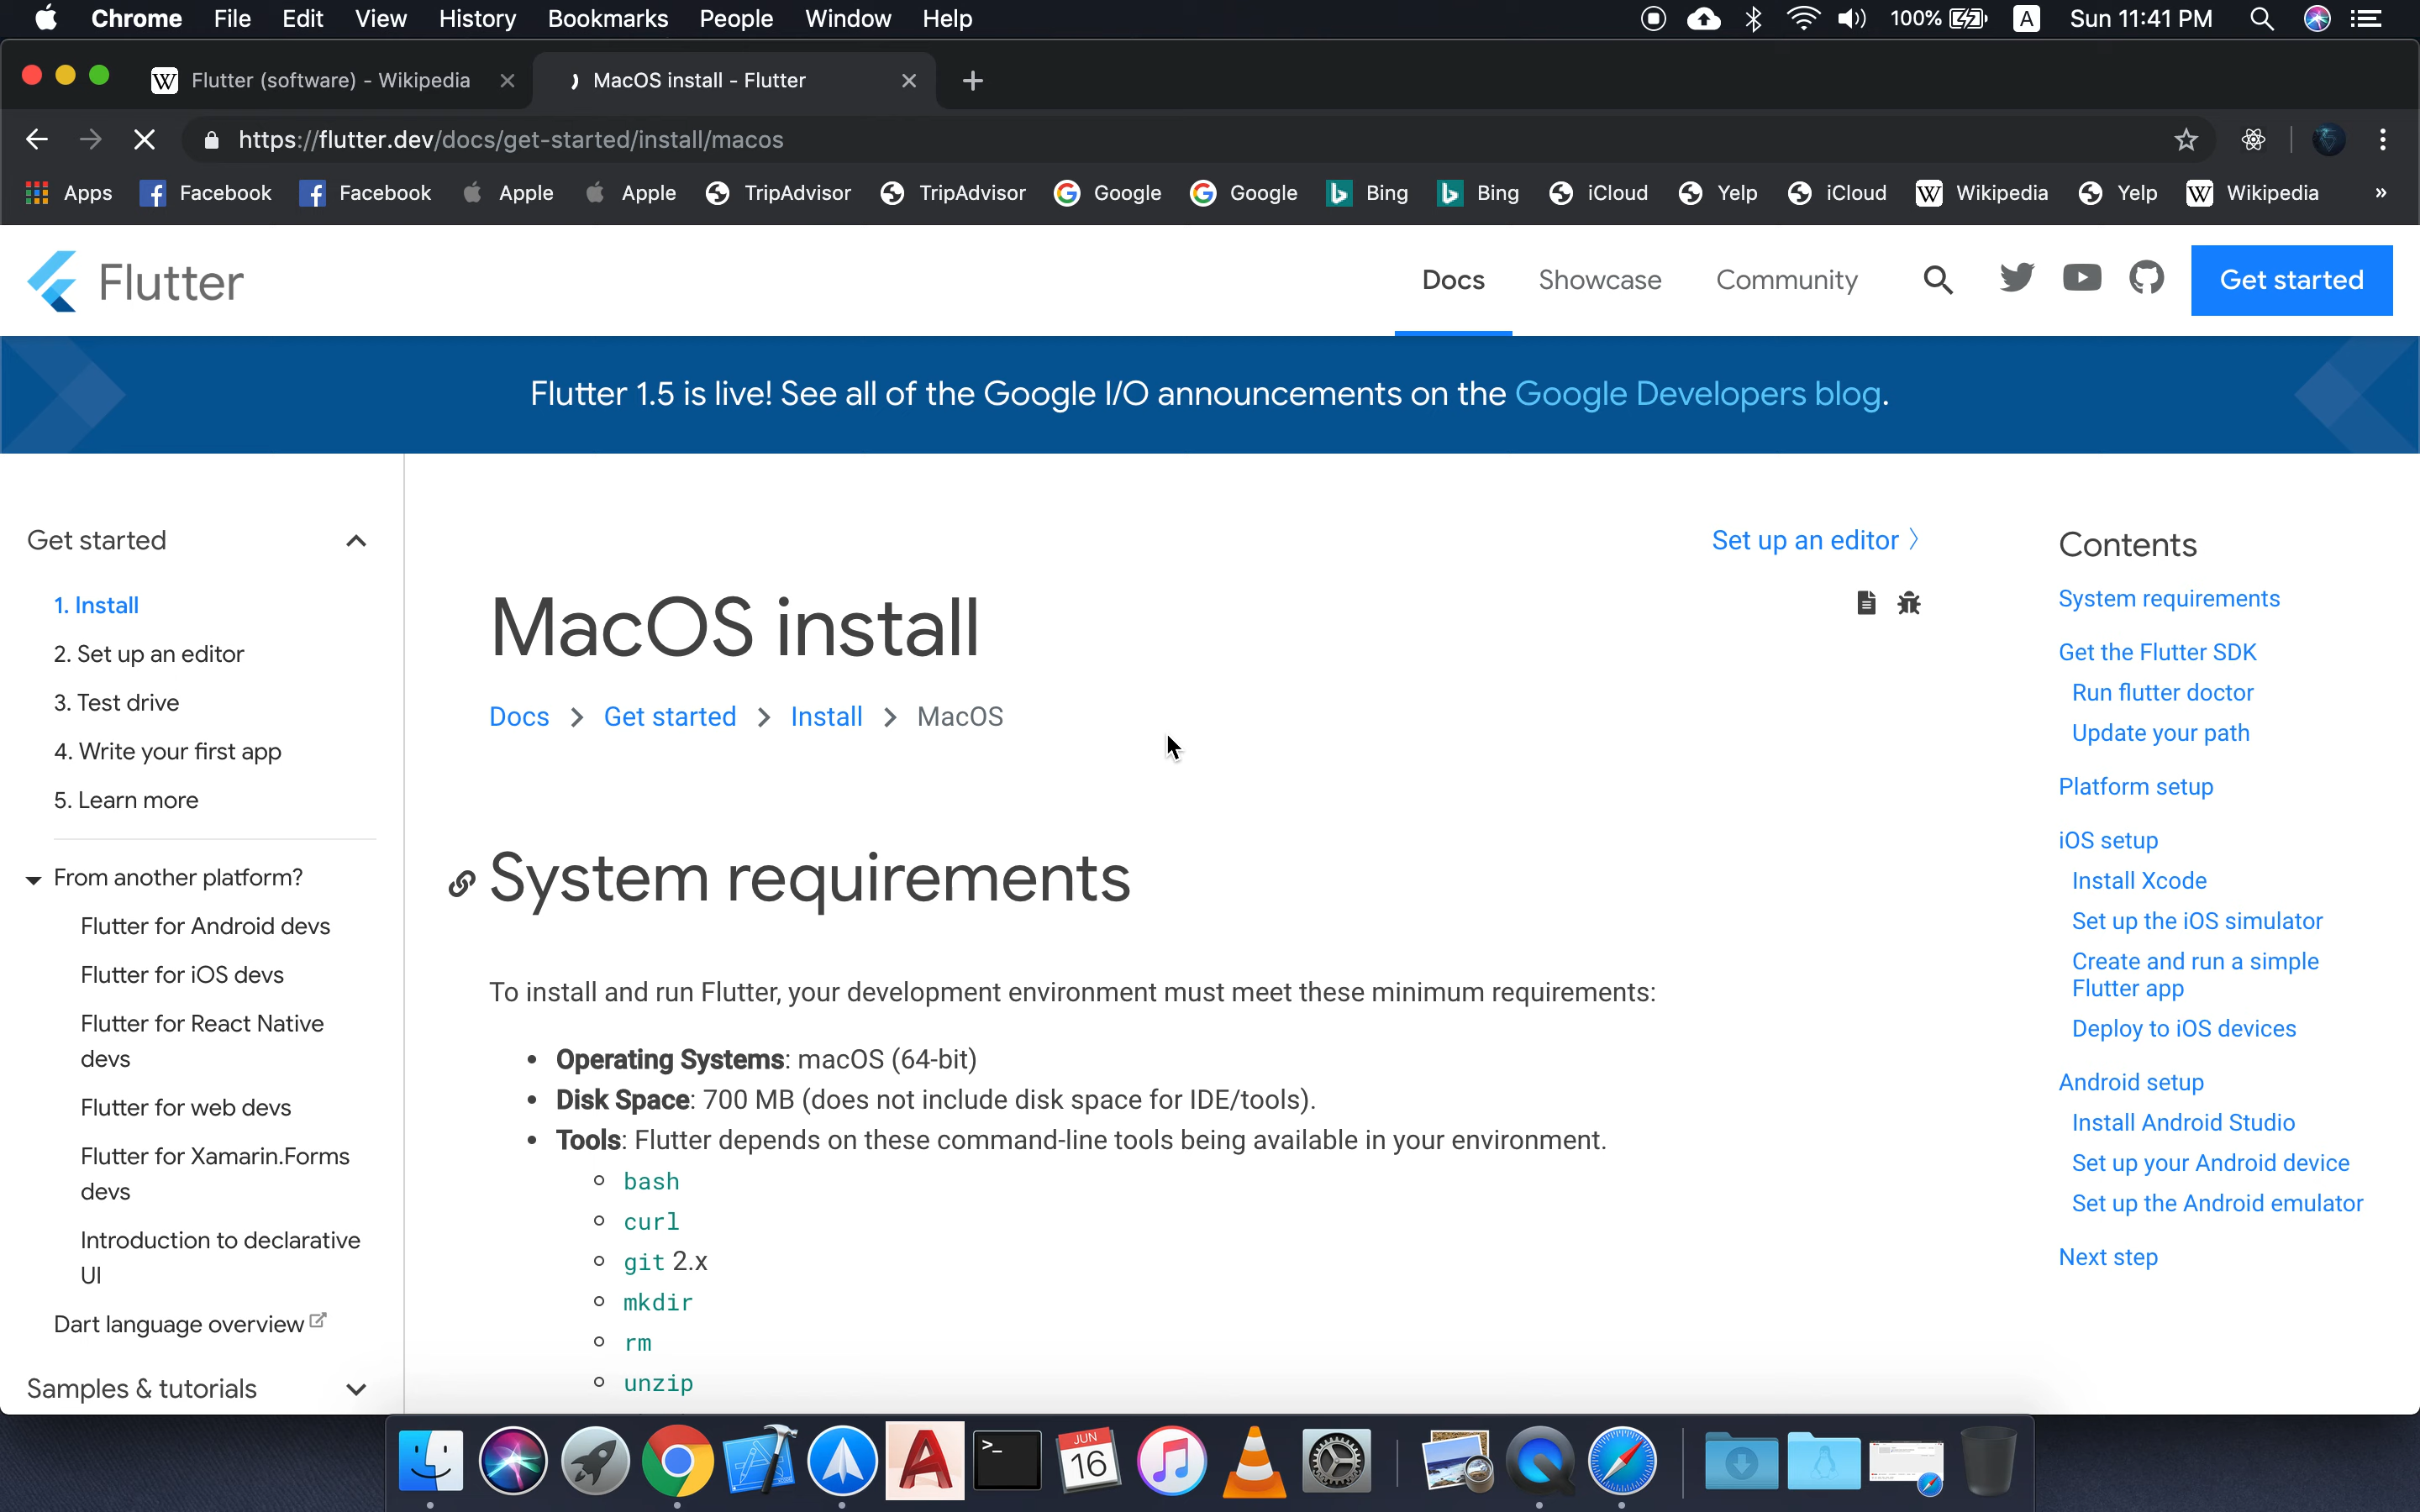 Chrome File Edit View History Bookmarks People Window Help 100% A Sun 11:41 PM
W Flutter (software) - Wikipedia MacOS install - Flutter
https://flutter.dev/docs/get-started/install/macos
Apps Facebook Facebook Apple Apple TripAdvisor TripAdvisor Google Google Bing Bing iCloud Yelp iCloud Wikipedia Yelp Wikipedia »
Flutter Docs Showcase Community Get started
Flutter 1.5 is live! See all of the Google I/O announcements on the Google Developers blog.
Get started
1. Install
2. Set up an editor
3. Test drive
4. Write your first app
5. Learn more
From another platform?
Flutter for Android devs
Flutter for iOS devs
Flutter for React Native
devs
Flutter for web devs
Flutter for Xamarin.Forms
devs
Introduction to declarative
UI
Dart language overview
Samples & tutorials
Set up an editor
MacOS install
Docs > Get started > Install > MacOS
System requirements
To install and run Flutter, your development environment must meet these minimum requirements:
• Operating Systems: macOS (64-bit)
• Disk Space: 700 MB (does not include disk space for IDE/tools).
• Tools: Flutter depends on these command-line tools being available in your environment.
bash
curl
git 2.x
mkdir
rm
unzip
Contents
System requirements
Get the Flutter SDK
Run flutter doctor
Update your path
Platform setup
iOS setup
Install Xcode
Set up the iOS simulator
Create and run a simple
Flutter app
Deploy to iOS devices
Android setup
Install Android Studio
Set up your Android device
Set up the Android emulator
Next step
JUN
16